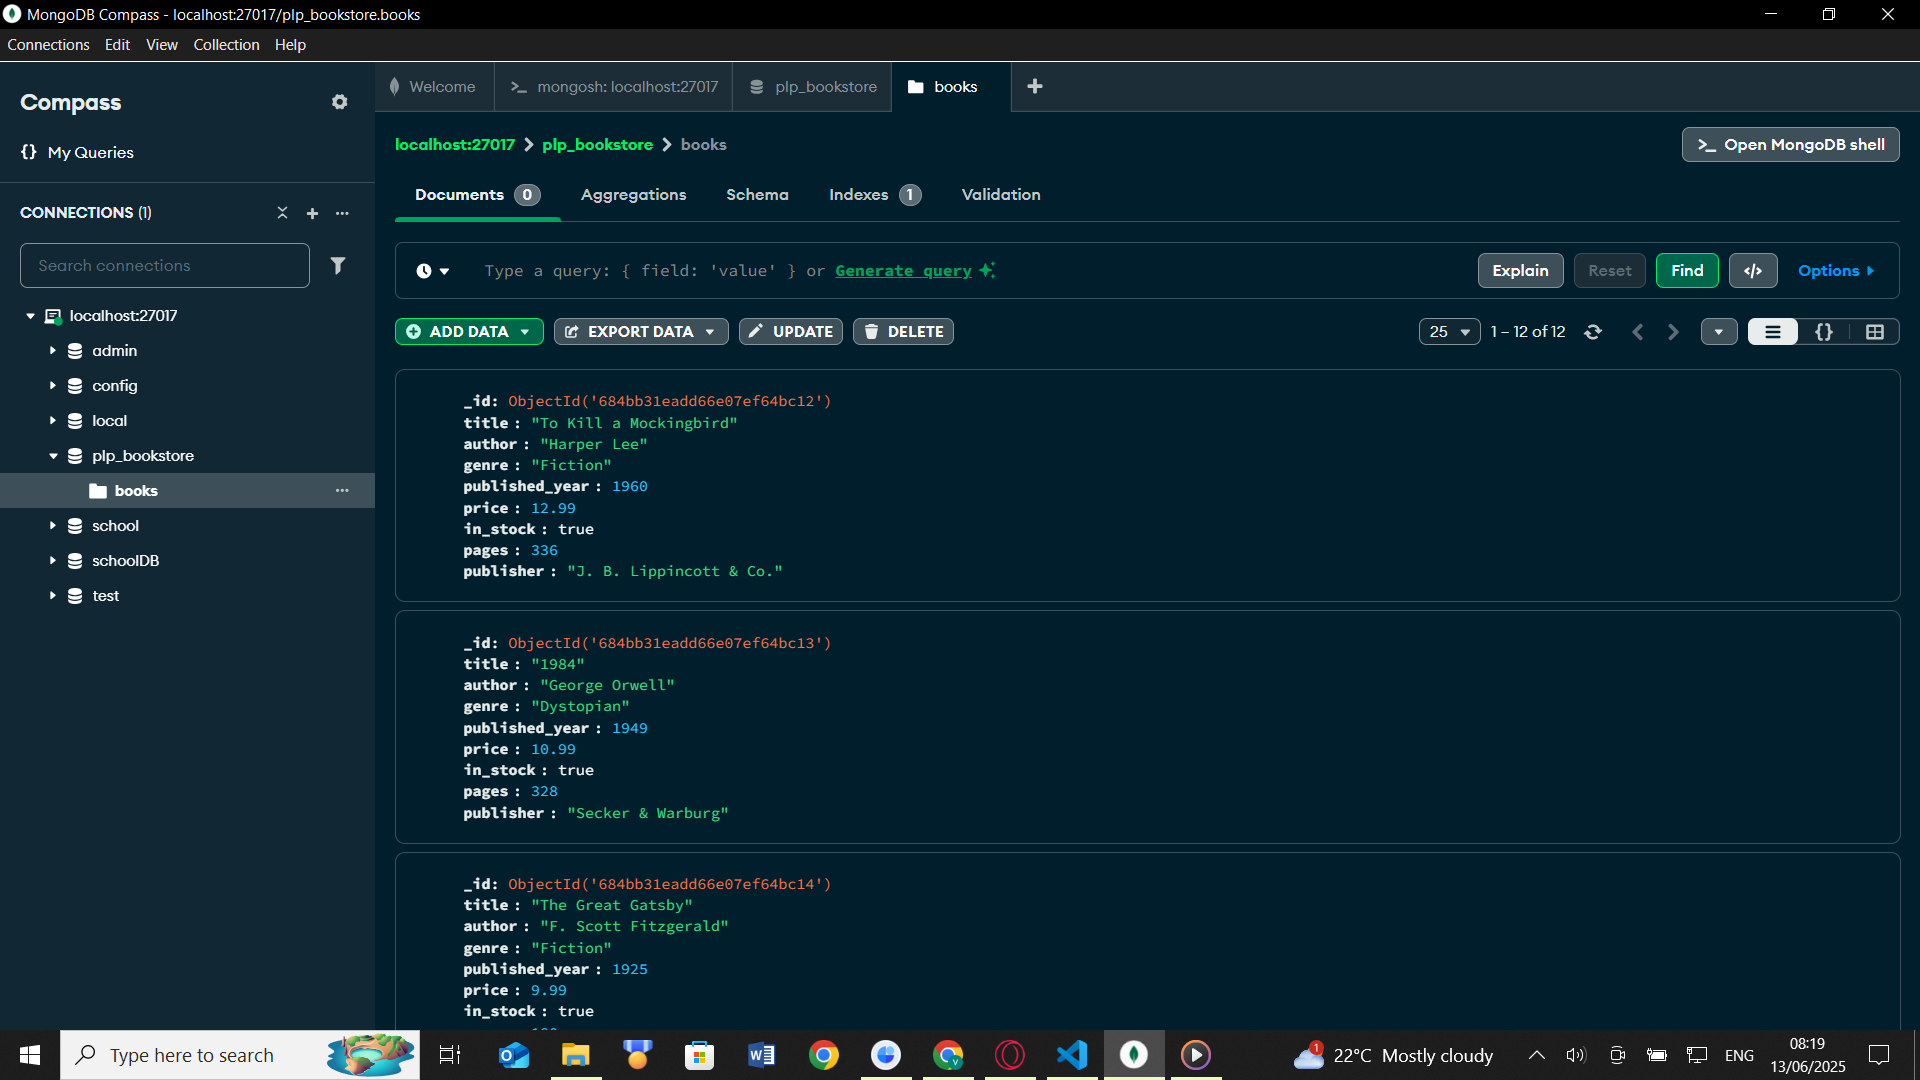 MongoDB Compass - localhost:27017/plp_bookstore.books
Connections Edit View Collection Help
Compass
{} My Queries
CONNECTIONS (1)
Search connections
localhost:27017
admin
config
local
plp_bookstore
books
school
schoolDB
test
Welcome
>_ mongosh: localhost:27017
plp_bookstore
books
localhost:27017 > plp_bookstore > books
>_ Open MongoDB shell
Documents 0 Aggregations Schema Indexes 1 Validation
Type a query: { field: 'value' } or Generate query
Explain Reset Find </> Options
ADD DATA EXPORT DATA UPDATE DELETE
25 1 – 12 of 12 {}
_id: ObjectId('684bb31eadd66e07ef64bc12')
title : "To Kill a Mockingbird"
author : "Harper Lee"
genre : "Fiction"
published_year : 1960
price : 12.99
in_stock : true
pages : 336
publisher : "J. B. Lippincott & Co."
_id: ObjectId('684bb31eadd66e07ef64bc13')
title : "1984"
author : "George Orwell"
genre : "Dystopian"
published_year : 1949
price : 10.99
in_stock : true
pages : 328
publisher : "Secker & Warburg"
_id: ObjectId('684bb31eadd66e07ef64bc14')
title : "The Great Gatsby"
author : "F. Scott Fitzgerald"
genre : "Fiction"
published_year : 1925
price : 9.99
in_stock : true
Type here to search
1
22°C Mostly cloudy
ENG
08:19
13/06/2025